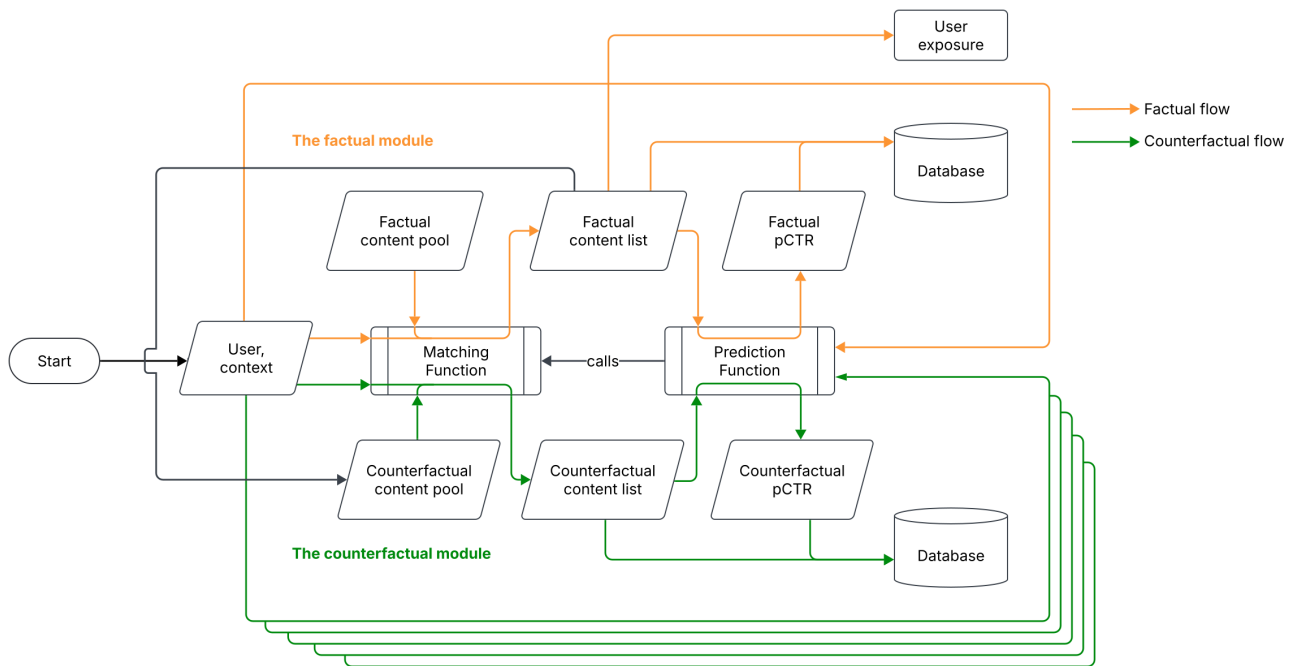 User
exposure
Factual flow
The factual module
Counterfactual flow
Database
Factual
content pool
Factual
content list
Factual
pCTR
Start
User,
context
Matching
Function
calls
Prediction
Function
Counterfactual
content pool
Counterfactual
content list
Counterfactual
pCTR
The counterfactual module
Database